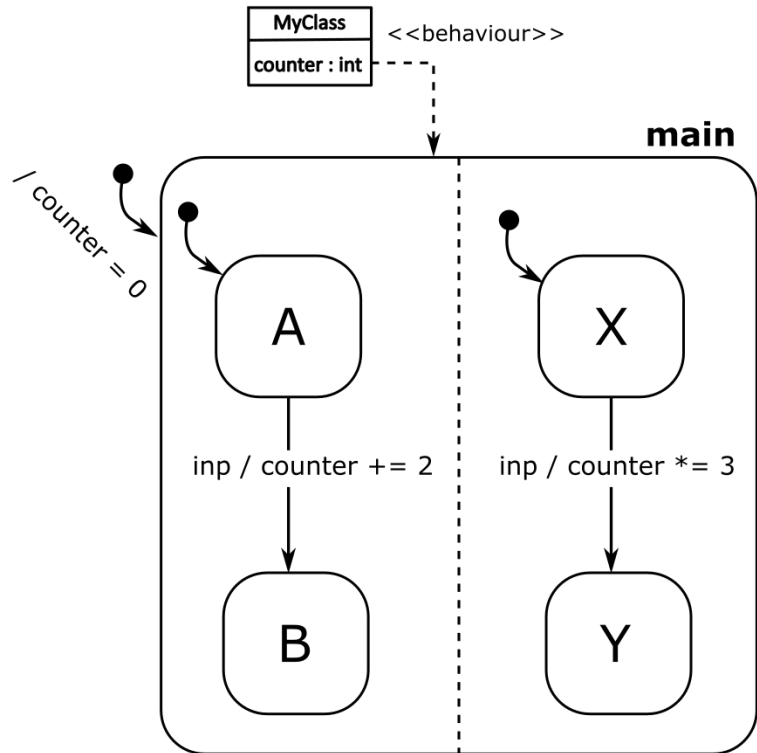 MyClass
<<behaviour>>
counter : int
main
/ counter = 0
A
X
inp / counter += 2
inp / counter *= 3
B
Y